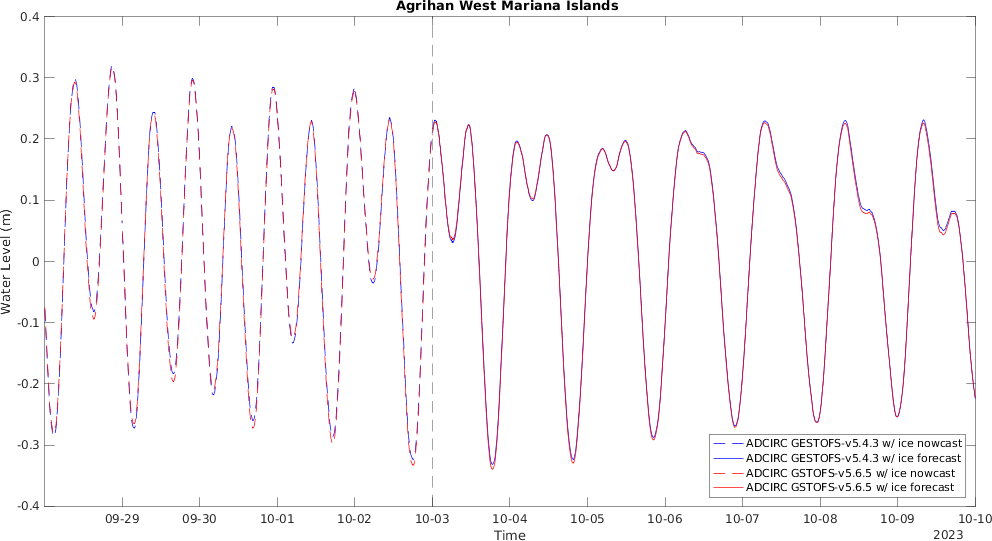 Agrihan West Mariana Islands
0.4
0.3
0.2
0.1
0
-0.1
-0.2
-0.3
-0.4
Water Level (m)
ADCIRC GESTOFS-v5.4.3 w/ ice nowcast
ADCIRC GSTOFS-v5.4.3 w/ ice forecast
ADCIRC GSTOFS-v5.6.5 w/ ice nowcast
ADCIRC GSTOFS-v5.6.5 w/ ice forecast
09-29 09-30 10-01 10-02 10-03 10-04 10-05 10-06 10-07 10-08 10-09 10-10
Time
2023